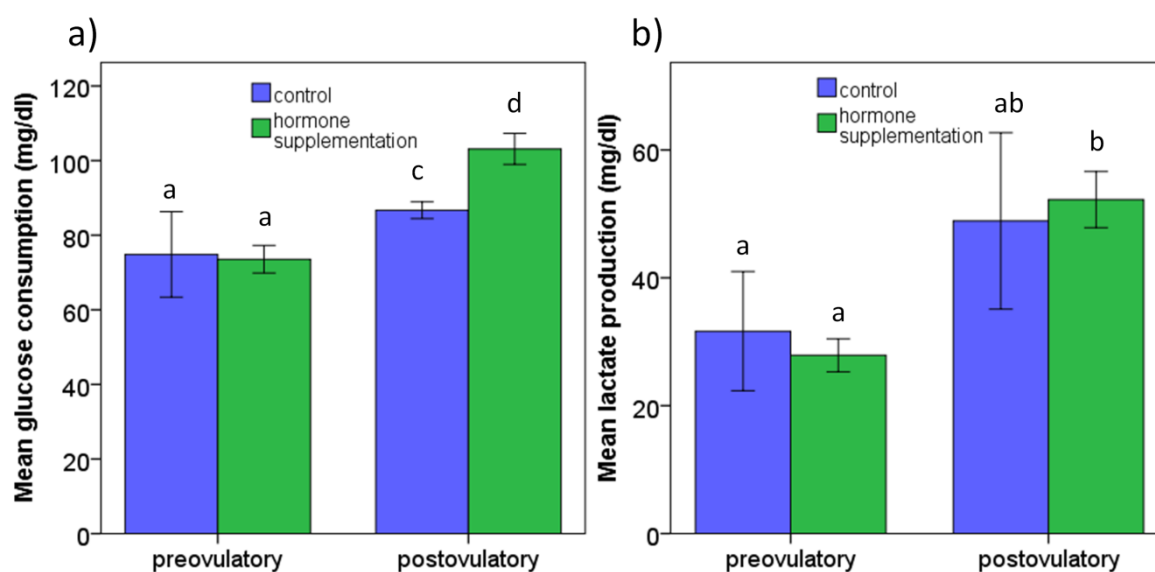 a)
Mean glucose consumption (mg/dl)
120
100
80
60
40
20
0
control
hormone
supplementation
a
a
c
d
preovulatory
postovulatory
b)
Mean lactate production (mg/dl)
60
40
20
0
control
hormone
supplementation
a
a
ab
b
preovulatory
postovulatory